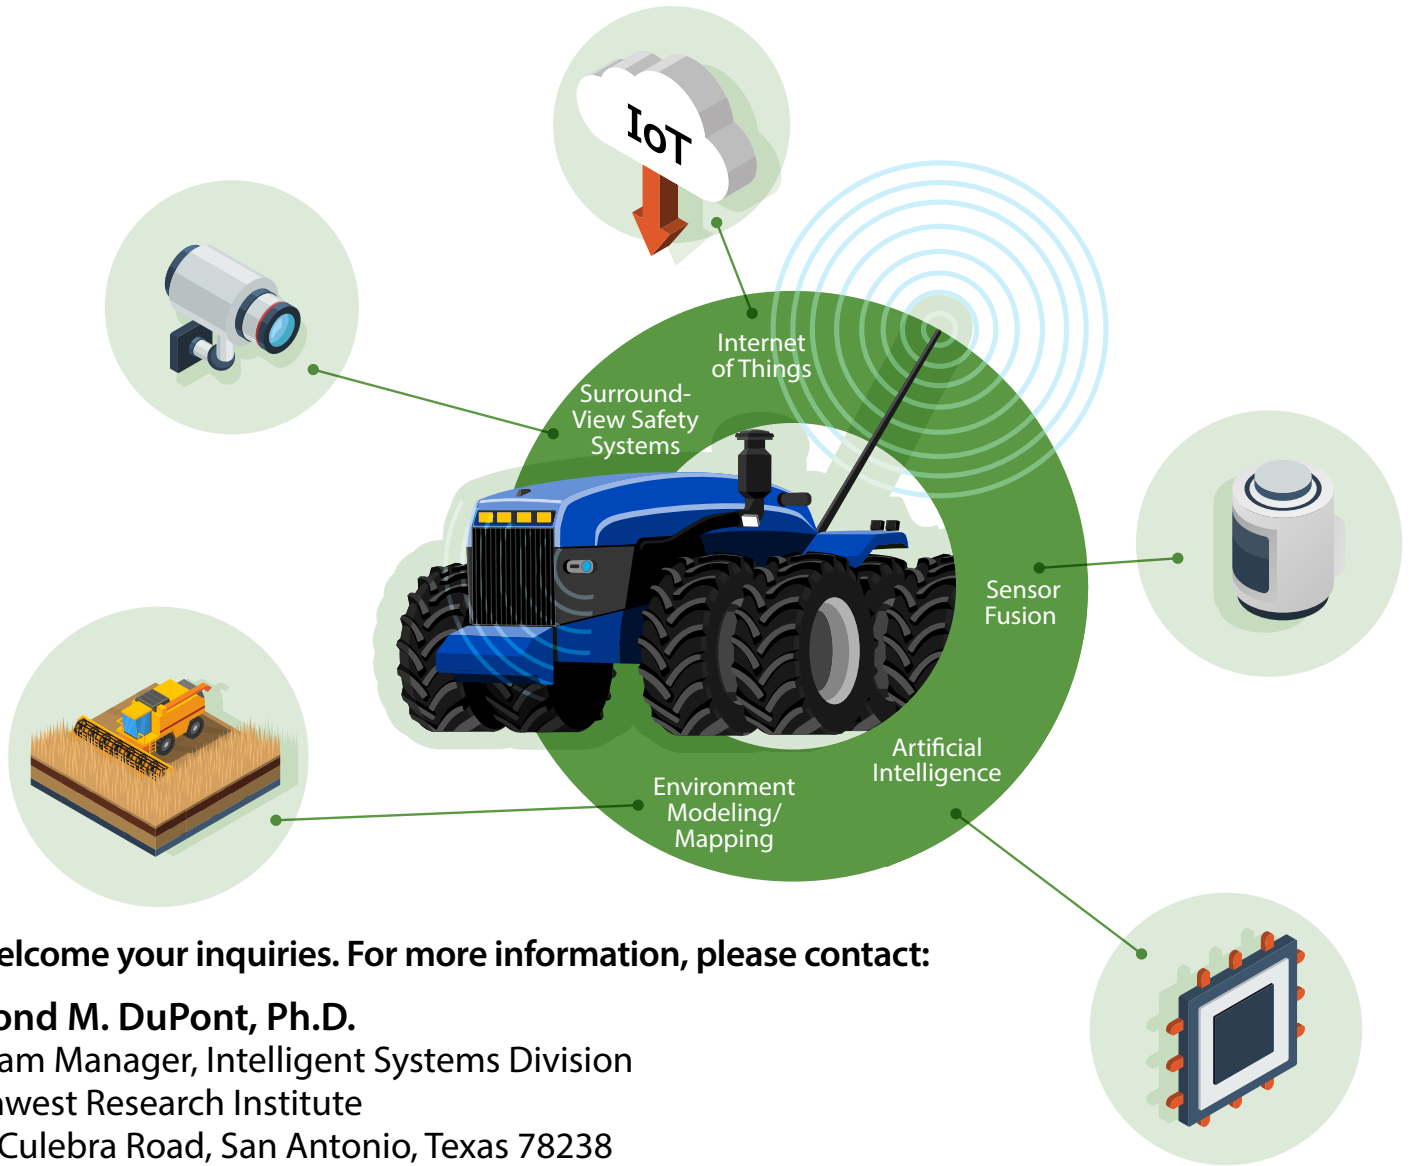 IoT
Internet
of Things
Surround-
View Safety
Systems
Sensor
Fusion
Artificial
Intelligence
Environment
Modeling/
Mapping
elcome your inquiries. For more information, please contact:
ond M. DuPont, Ph.D.
am Manager, Intelligent Systems Division
west Research Institute
Culebra Road, San Antonio, Texas 78238